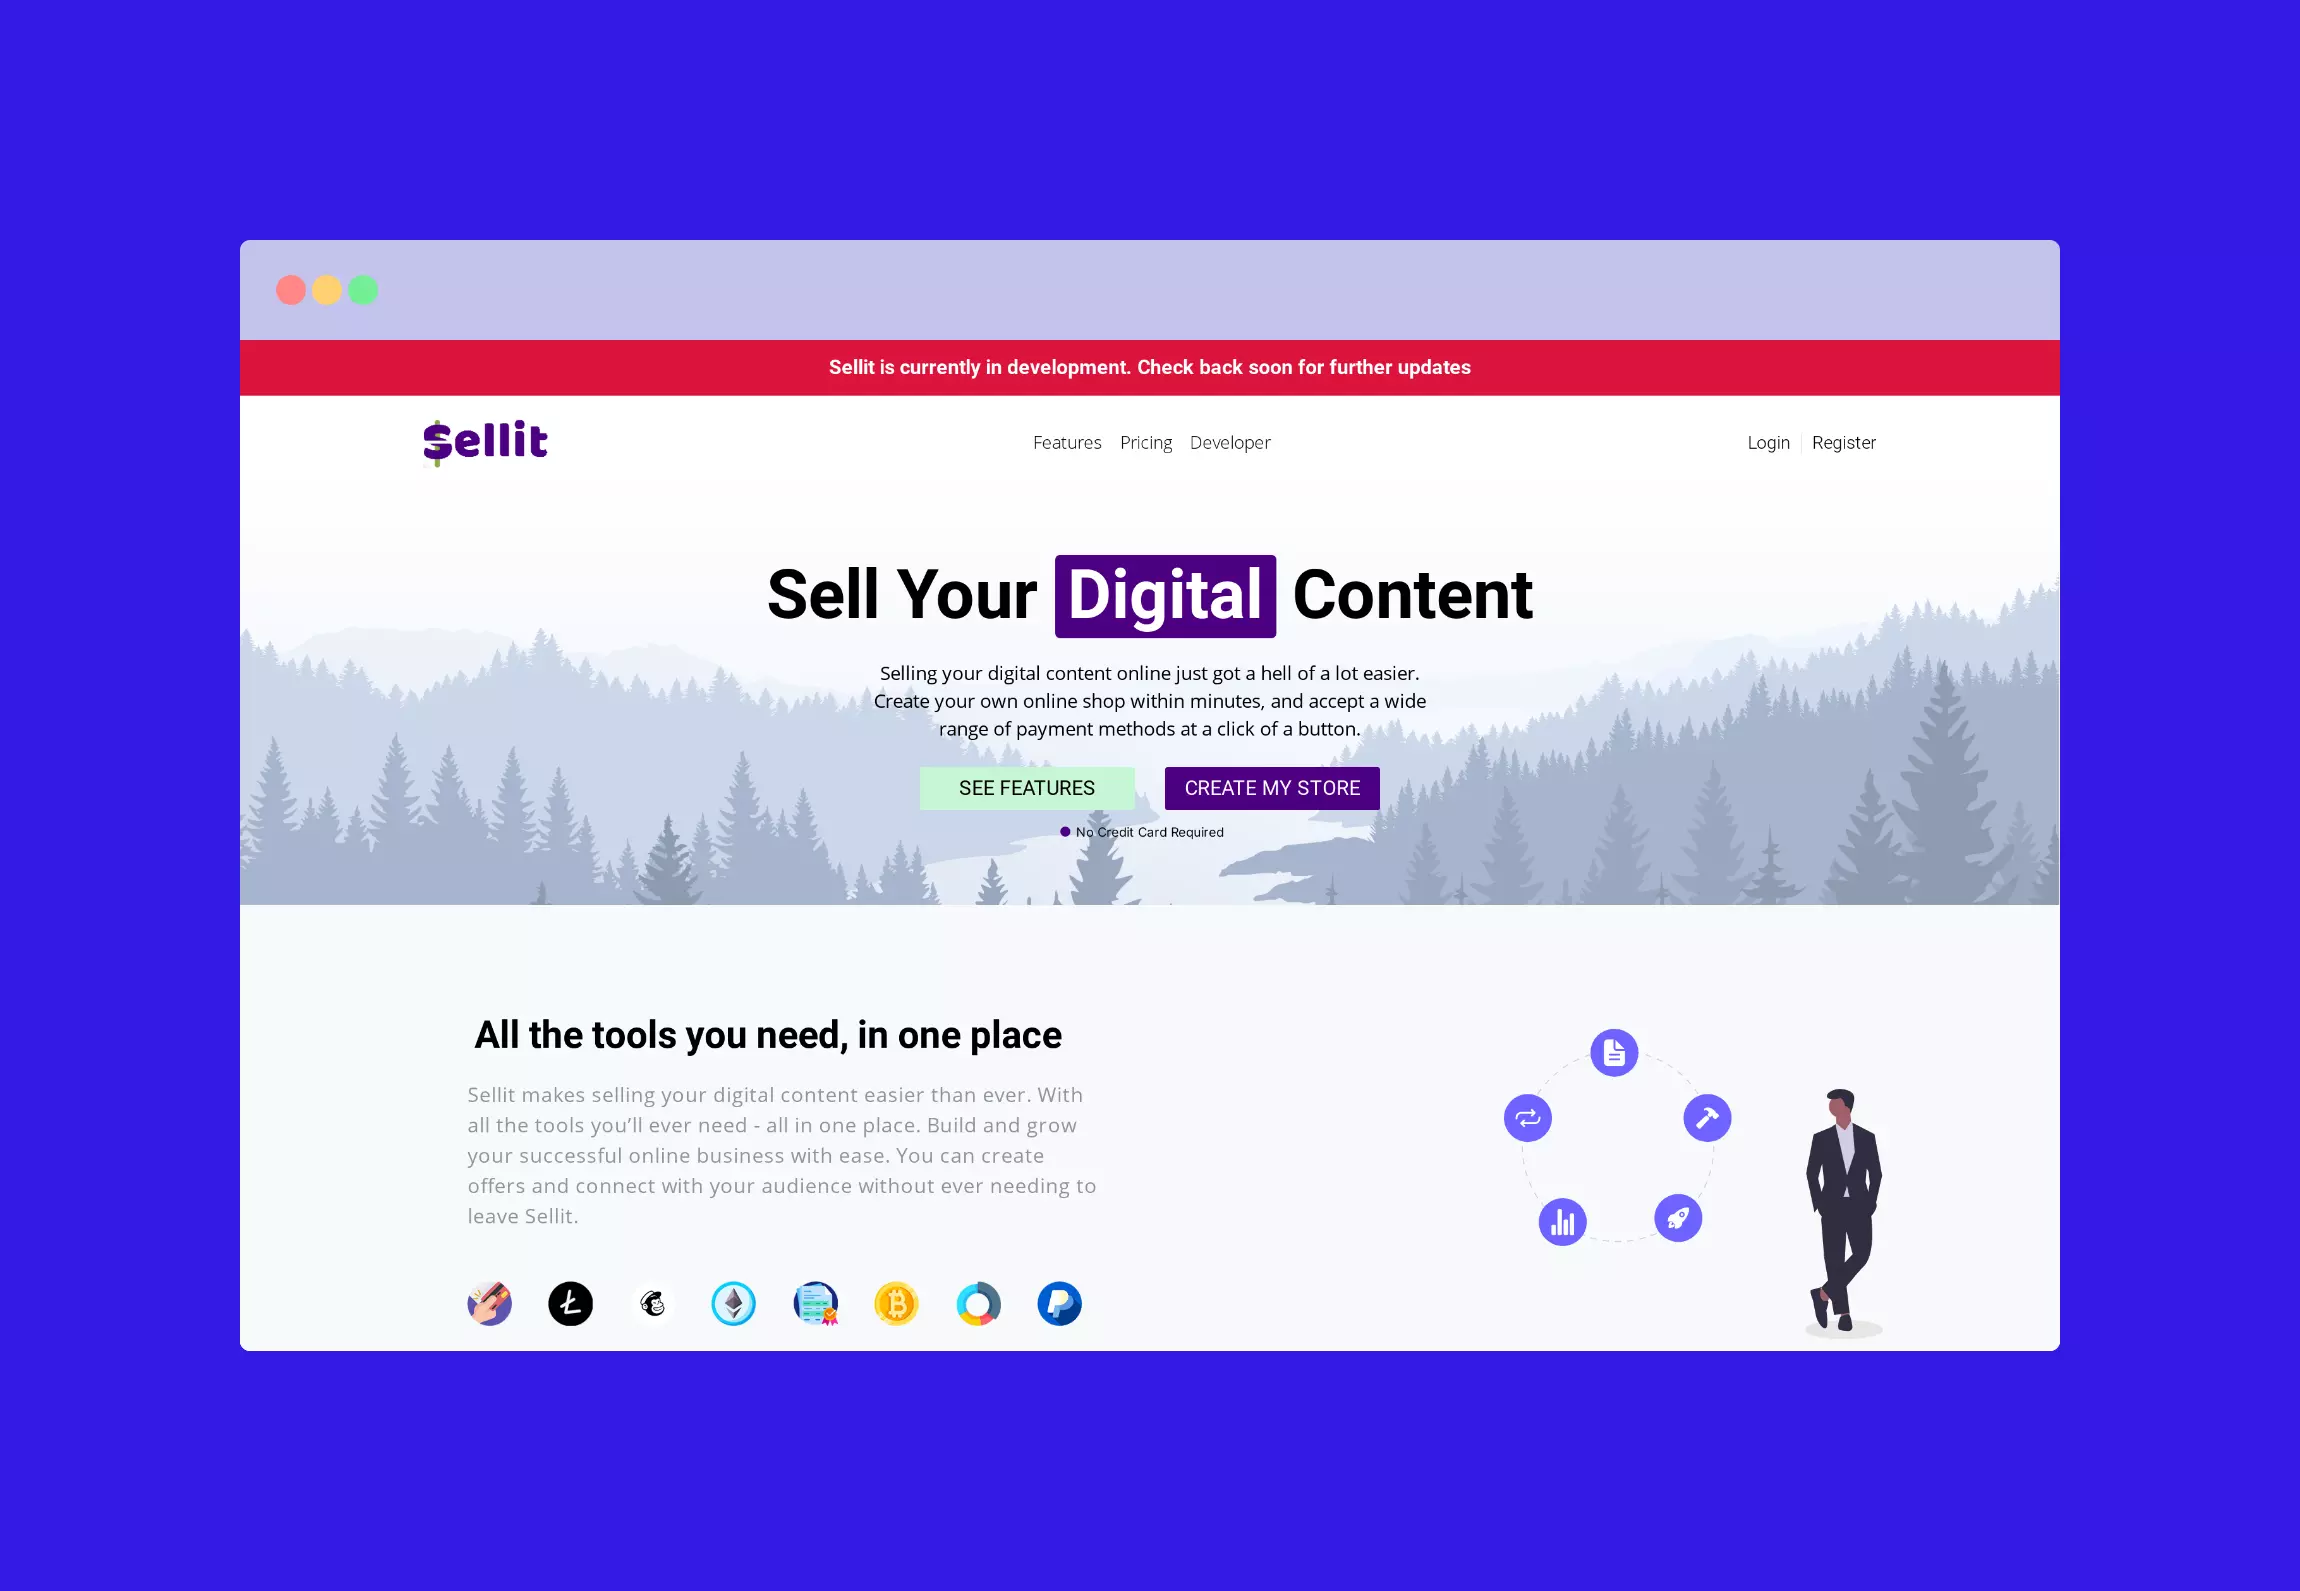 Sellit is currently in development. Check back soon for further updates
Sellit
Features Pricing Developer
Login Register
Sell Your Digital Content
Selling your digital content online just got a hell of a lot easier.
Create your own online shop within minutes, and accept a wide
range of payment methods at a click of a button.
SEE FEATURES CREATE MY STORE
No Credit Card Required
All the tools you need, in one place
Sellit makes selling your digital content easier than ever. With
all the tools you’ll ever need - all in one place. Build and grow
your successful online business with ease. You can create
offers and connect with your audience without ever needing to
leave Sellit.